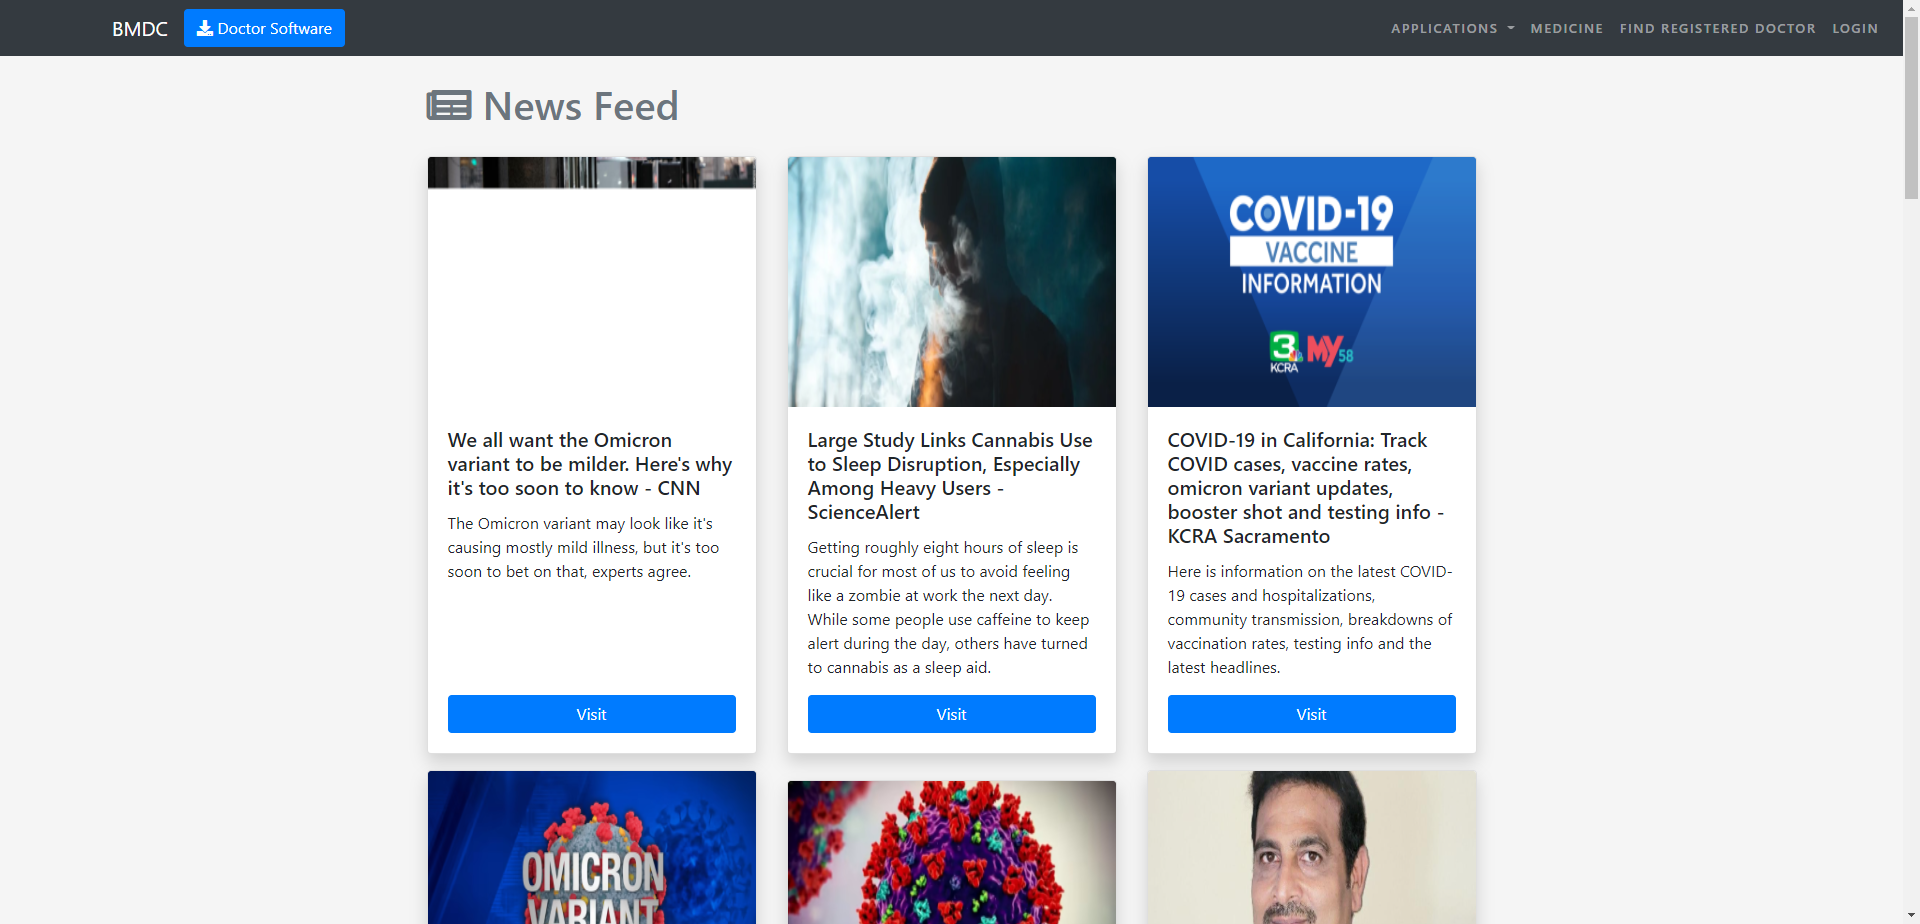 BMDC
Doctor Software
APPLICATIONS
MEDICINE
FIND REGISTERED DOCTOR
LOGIN
News Feed
We all want the Omicron
variant to be milder. Here's why
it's too soon to know - CNN
The Omicron variant may look like it's
causing mostly mild illness, but it's too
soon to bet on that, experts agree.
Visit
Large Study Links Cannabis Use
to Sleep Disruption, Especially
Among Heavy Users -
ScienceAlert
Getting roughly eight hours of sleep is
crucial for most of us to avoid feeling
like a zombie at work the next day.
While some people use caffeine to keep
alert during the day, others have turned
to cannabis as a sleep aid.
Visit
COVID-19
VACCINE
INFORMATION
3
KCRA
MY58
COVID-19 in California: Track
COVID cases, vaccine rates,
omicron variant updates,
booster shot and testing info -
KCRA Sacramento
Here is information on the latest COVID-
19 cases and hospitalizations,
community transmission, breakdowns of
vaccination rates, testing info and the
latest headlines.
Visit
OMICRON
VARIANT